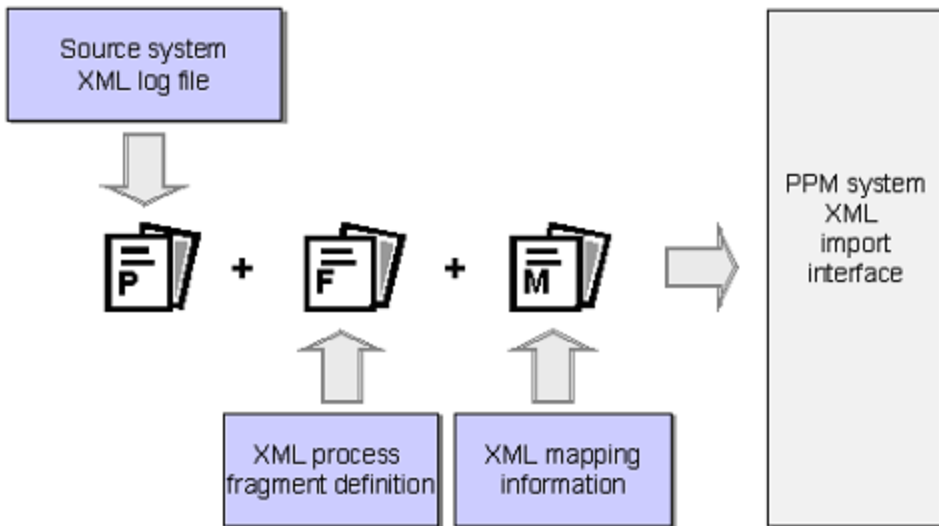 Source system
XML log file
PPM system
XML
import
interface
P + F + M
XML process
fragment definition
XML mapping
information